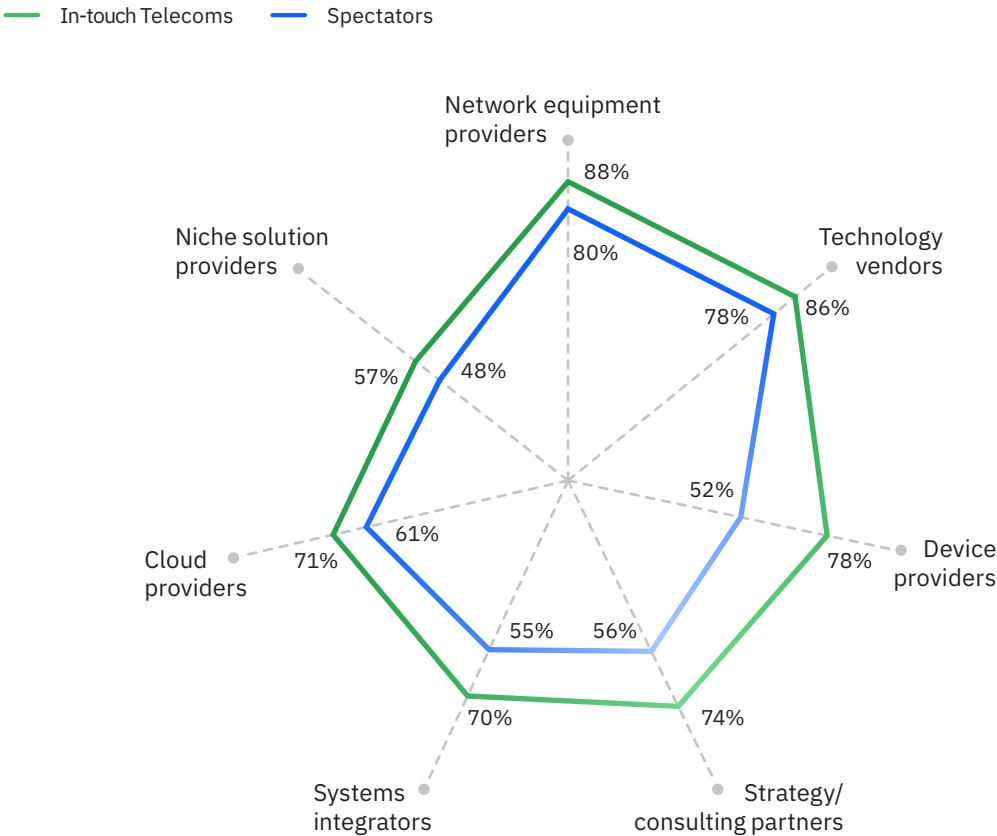 In-touch Telecoms
Spectators
Network equipment
providers
88%
80%
Technology
vendors
86%
78%
Niche solution
providers
57%
48%
52%
Device
providers
78%
Cloud
providers
71%
61%
55%
56%
70%
74%
Systems
integrators
Strategy/
consulting partners